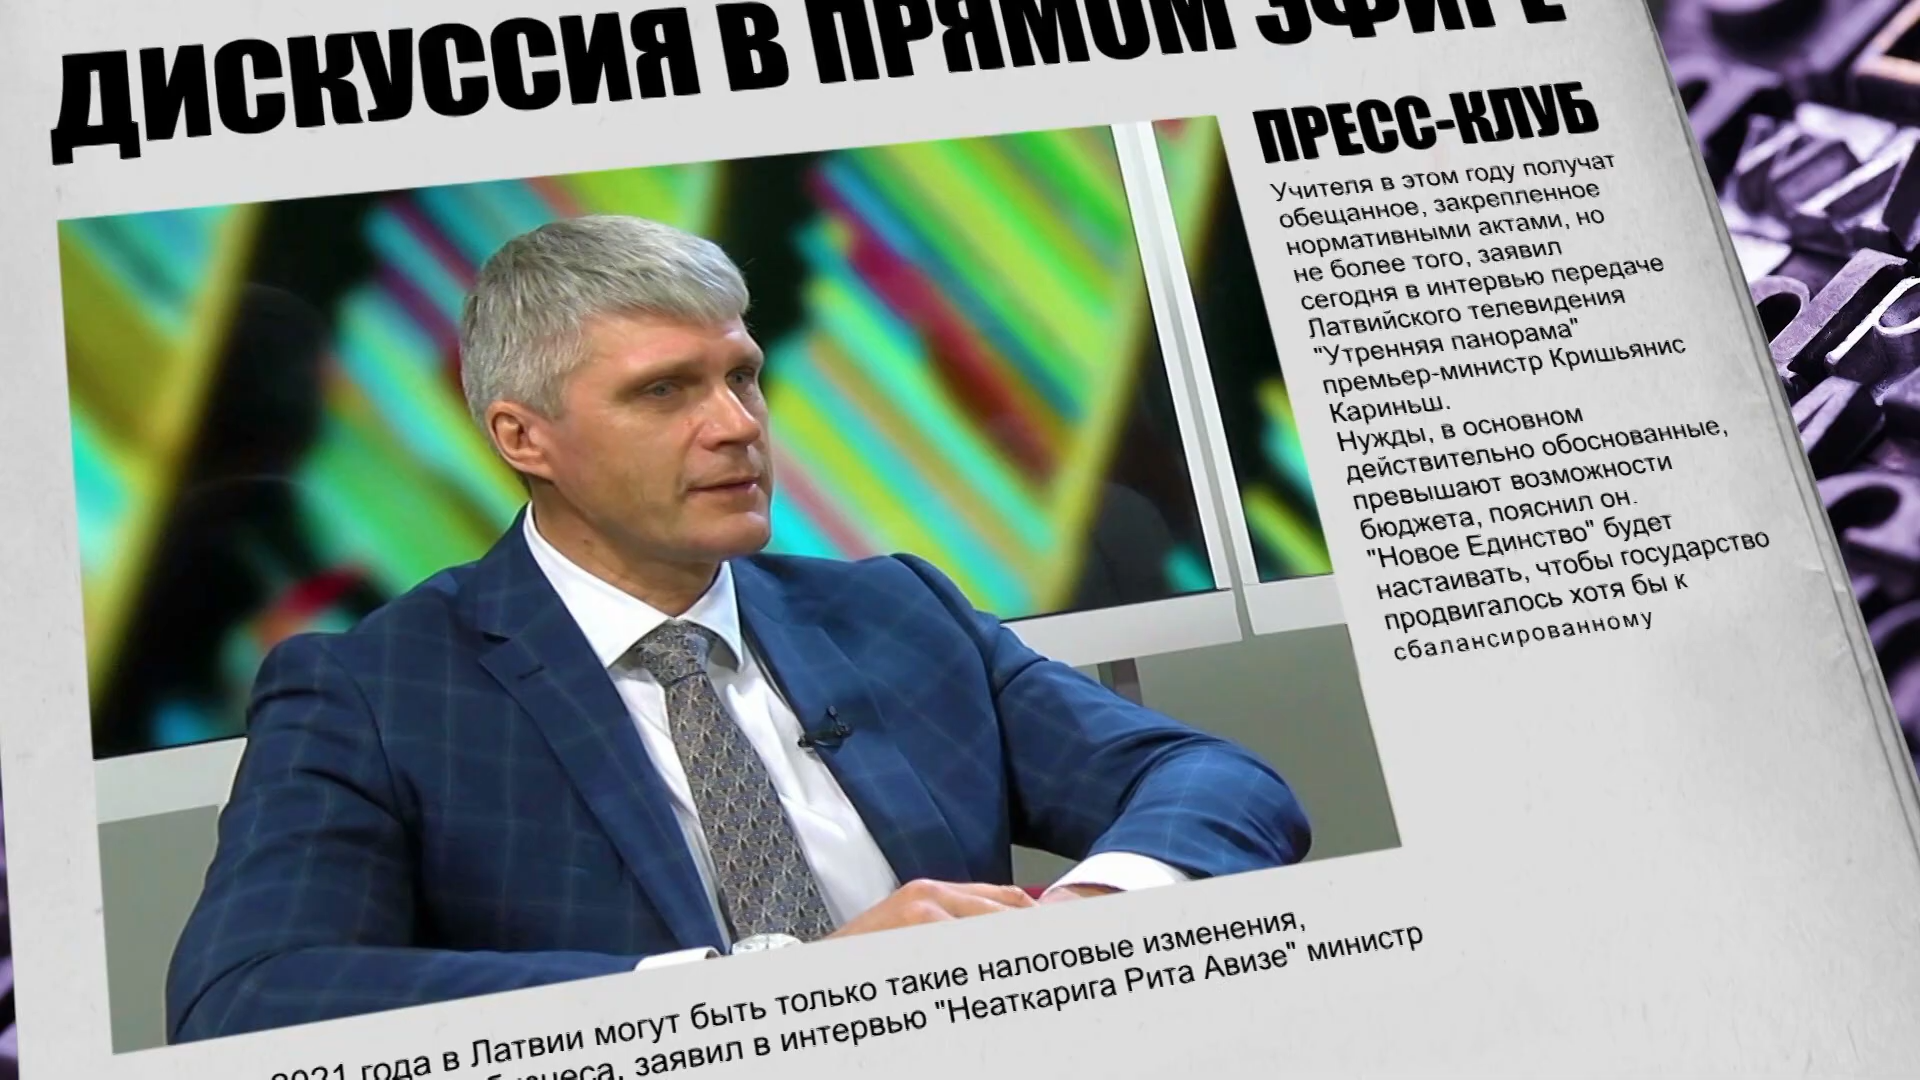 ДИСКУССИЯ В ПРЯМОМ ЭФИРЕ
ПРЕСС-КЛУБ
Учителя в этом году получат
обещанное, закрепленное
нормативными актами, но
не более того, заявил
сегодня в интервью передаче
Латвийского телевидения
"Утренняя панорама"
премьер-министр Кришьянис
Кариньш.
Нужды, в основном
действительно обоснованные,
превышают возможности
бюджета, пояснил он.
"Новое Единство" будет
настаивать, чтобы государство
продвигалось хотя бы к
сбалансированному
2021 года в Латвии могут быть только такие налоговые изменения,
бизнеса, заявил в интервью "Неаткарига Рита Авизе" министр